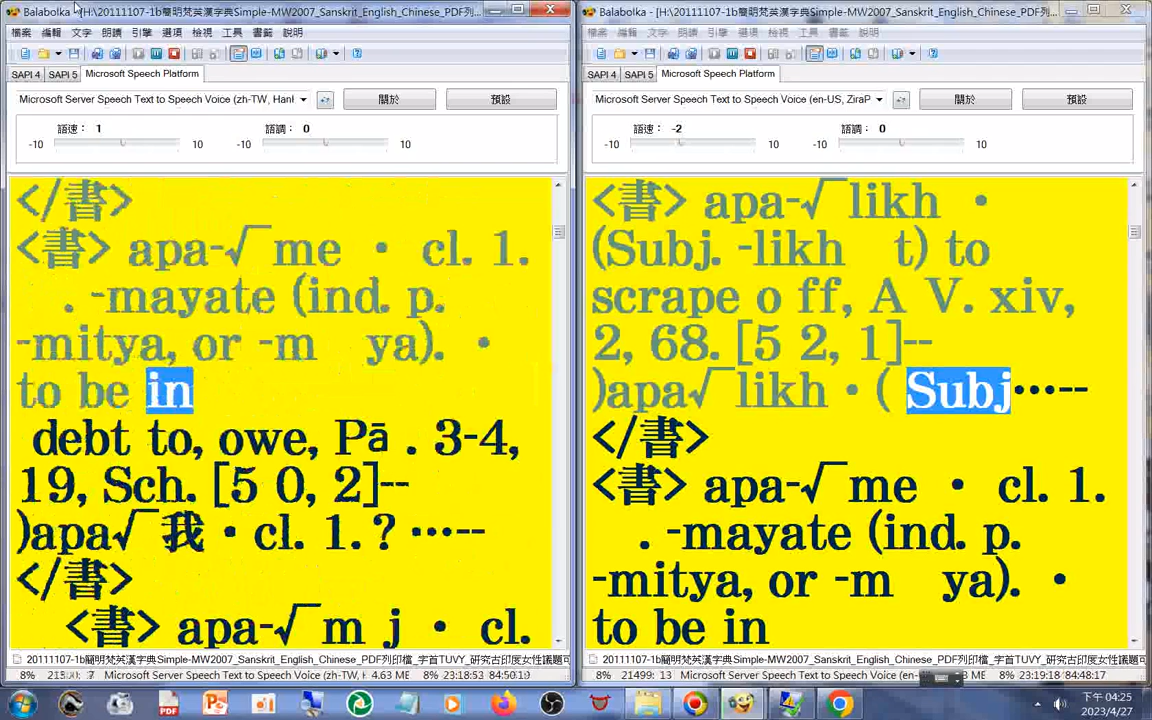 Balabolka - [H:\20111107-1b簡明梵英漢字典Simple-MW2007_Sanskrit_English_Chinese_PDF列...
檔案 編輯 文字 朗讀 引擎 選項 檢視 工具 書籤 說明
SAPI 4 SAPI 5 Microsoft Speech Platform
Microsoft Server Speech Text to Speech Voice (zh-TW, Han
關於 預設
語速: 1 語調: 0
-10 10 -10 10
</書>
<書> apa-√ me • cl. 1.
. -mayate (ind. p.
-mitya, or -m ya). •
to be in
debt to, owe, Pā . 3-4,
19, Sch. [5 0, 2]--
)apa√ 我 • cl. 1. ? ···--
</書>
<書> apa-√ m j • cl.
20111107-1b簡明梵英漢字典Simple-MW2007_Sanskrit_English_Chinese_PDF列印檔_字首TUVY_研究古印度女性議題可
Microsoft Server Speech Text to Speech Voice (zh-TW, H 4.63 MB 8% 23:18:53
Balabolka - [H:\20111107-1b簡明梵英漢字典Simple-MW2007_Sanskrit_English_Chinese_PDF列印...
檔案 編輯 文字 朗讀 引擎 選項 檢視 工具 書籤 說明
SAPI 4 SAPI 5 Microsoft Speech Platform
Microsoft Server Speech Text to Speech Voice (en-US, ZiraP
關於 預設
語速: -2 語調: 0
-10 10 -10 10
<書> apa-√ likh •
(Subj. -likh t) to
scrape o ff, A V. xiv,
2, 68. [5 2, 1]--
)apa√ likh • ( Subj···--
</書>
<書> apa-√ me • cl. 1.
. -mayate (ind. p.
-mitya, or -m ya). •
to be in
20111107-1b簡明梵英漢字典Simple-MW2007_Sanskrit_English_Chinese_PDF列印檔_字首TUVY_研究古印度女性議題可
21499: 13 Microsoft Server Speech Text to Speech Voice (en-US, 8% 23:19:18 84:48:17
下午 04:25
2023/4/27